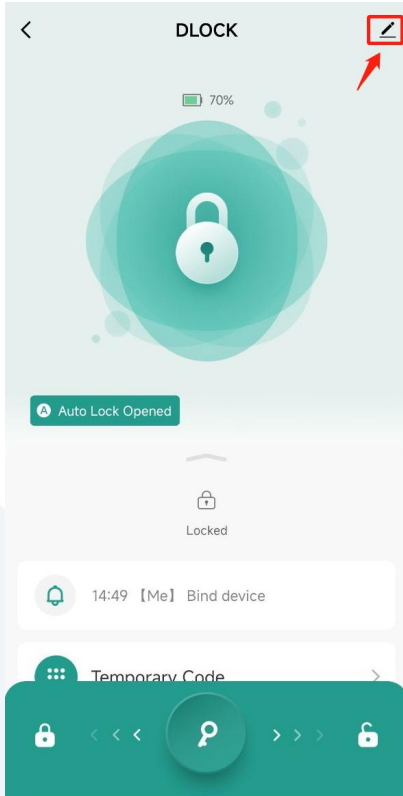 DLOCK
70%
A Auto Lock Opened
Locked
14:49 【Me】 Bind device
Temporary Code